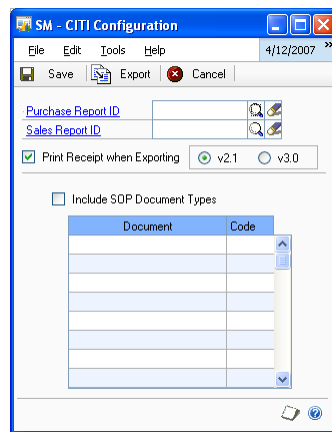 SM - CITI Configuration
File Edit Tools Help 4/12/2007 »
Save Export Cancel
Purchase Report ID
Sales Report ID
Print Receipt when Exporting v2.1 v3.0
Include SOP Document Types
Document Code